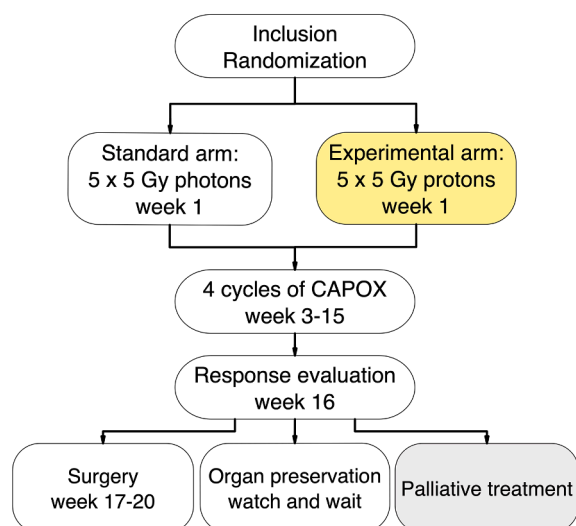 Inclusion
Randomization
Standard arm:
5 x 5 Gy photons
week 1
Experimental arm:
5 x 5 Gy protons
week 1
4 cycles of CAPOX
week 3-15
Response evaluation
week 16
Surgery
week 17-20
Organ preservation
watch and wait
Palliative treatment